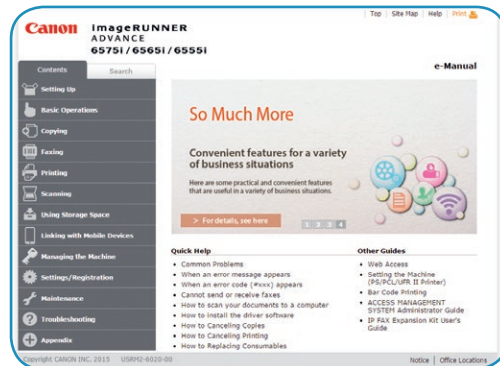 Top | Site Map | Help | Print
Canon
imageRUNNER
ADVANCE
6575i / 6565i / 6555i
Contents
Search
e-Manual
Setting Up
Basic Operations
Copying
Faxing
Printing
Scanning
Using Storage Space
Linking with Mobile Devices
Managing the Machine
Settings/Registration
Maintenance
Troubleshooting
Appendix
So Much More
Convenient features for a variety
of business situations
Here are some practical and convenient features
that are useful in a variety of business situations.
> For details, see here
1 2 3 4
Quick Help
• Common Problems
• When an error message appears
• When an error code (#xxx) appears
• Cannot send or receive faxes
• How to scan your documents to a computer
• How to install the driver software
• How to Canceling Copies
• How to Canceling Printing
• How to Replacing Consumables
Other Guides
• Web Access
• Setting the Machine
(PS/PCL/UFR II Printer)
• Bar Code Printing
• ACCESS MANAGEMENT
SYSTEM Administrator Guide
• IP FAX Expansion Kit User's
Guide
Copyright CANON INC. 2015 USRM2-6020-00
Notice | Office Locations